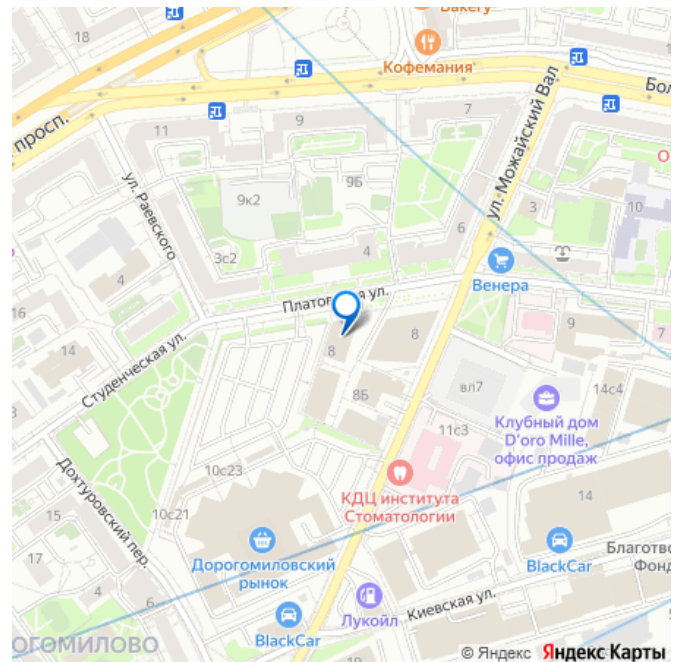 Bakery
18
Кофемания
просп.
11
9
7
Бол
ул. Можайский Вал
ул. Раевского
9Б
9к2
3
10
О
6
4
3с2
4
Венера
16
Платовская ул.
9
7
14
Студенческая ул.
8
8
8Б
вл7
14с4
Клубный дом
D'oro Mille,
офис продаж
11с3
10с23
КДЦ института
Стоматологии
14
Дохтуровский пер.
15
10с21
17
Дорогомиловский
рынок
BlackCar
Благотв
Фонд
4
6
Лукойл
Киевская ул.
5
BlackCar
ОГОМИЛОВО
© Яндекс Яндекс Карты